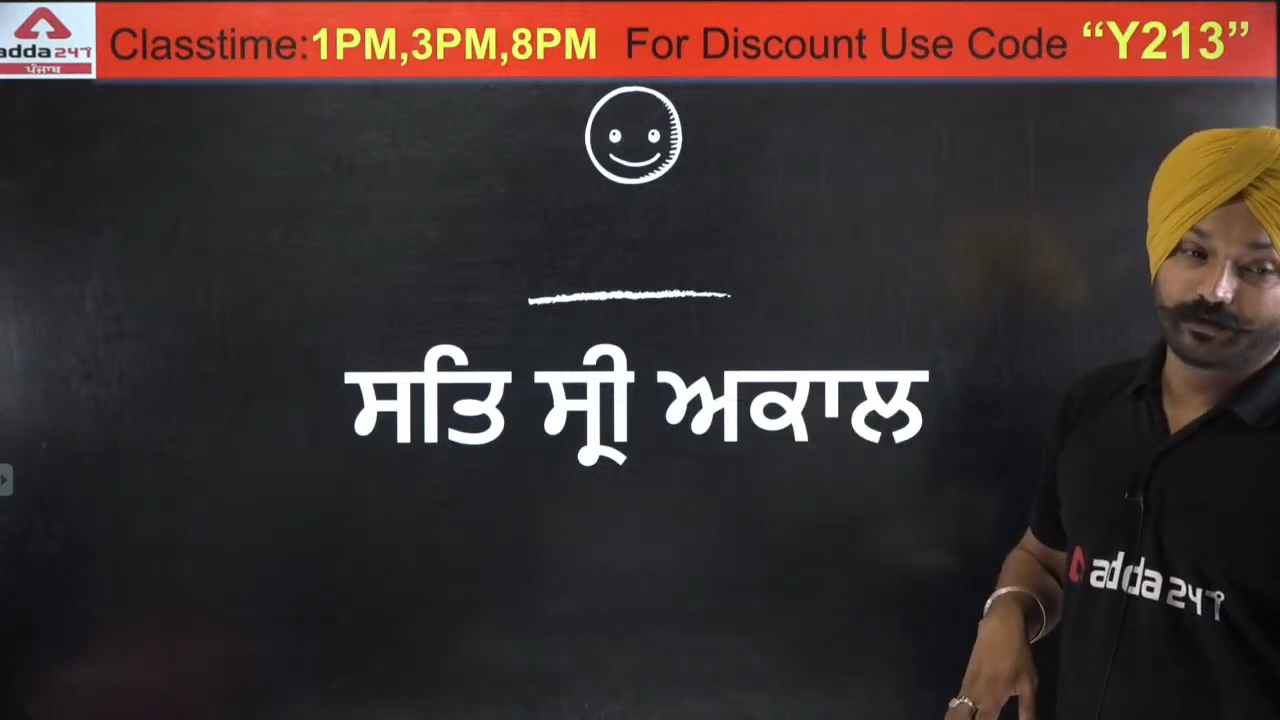 adda247
ਪੰਜਾਬ
Classtime:1PM,3PM,8PM For Discount Use Code “Y213”
ਸਤਿ ਸ੍ਰੀ ਅਕਾਲ
adda247